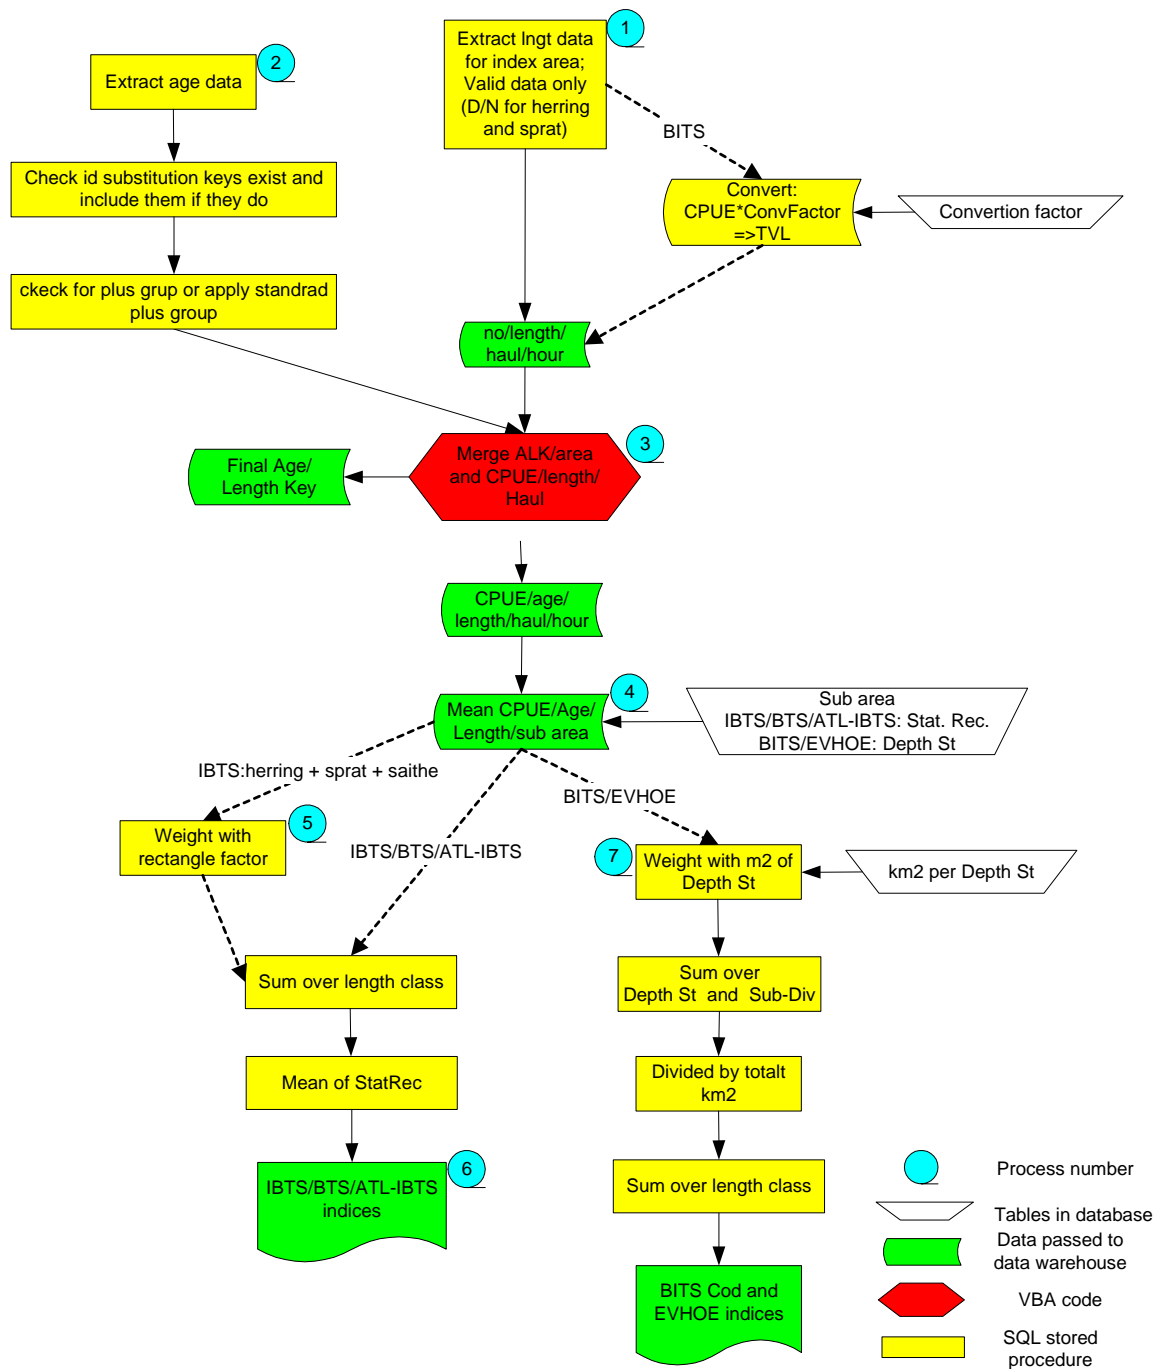 1
Extract lngt data
for index area;
Valid data only
(D/N for herring
and sprat)
2
Extract age data
BITS
Check id substitution keys exist and
include them if they do
Convert:
CPUE*ConvFactor
=>TVL
Convertion factor
ckeck for plus grup or apply standrad
plus group
no/length/
haul/hour
3
Merge ALK/area
and CPUE/length/
Haul
Final Age/
Length Key
CPUE/age/
length/haul/hour
4
Mean CPUE/Age/
Length/sub area
Sub area
IBTS/BTS/ATL-IBTS: Stat. Rec.
BITS/EVHOE: Depth St
IBTS:herring + sprat + saithe
BITS/EVHOE
IBTS/BTS/ATL-IBTS
5
Weight with
rectangle factor
7
Weight with m2 of
Depth St
km2 per Depth St
Sum over length class
Sum over
Depth St and Sub-Div
Mean of StatRec
Divided by totalt
km2
6
IBTS/BTS/ATL-IBTS
indices
Sum over length class
BITS Cod and
EVHOE indices
Process number
Tables in database
Data passed to
data warehouse
VBA code
SQL stored
procedure